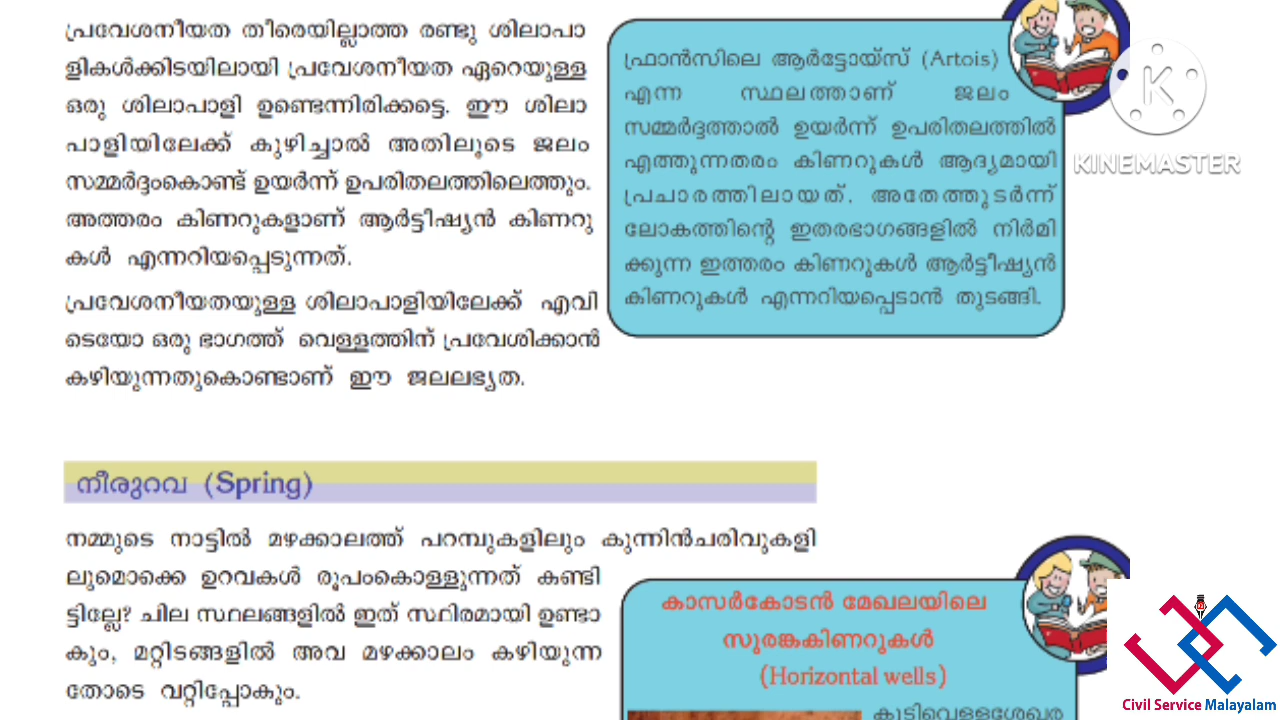 പ്രവേശനീയത തീരെയില്ലാത്ത രണ്ടു ശിലാപാ
ളികൾക്കിടയിലായി പ്രവേശനീയത ഏറെയുള്ള
ഒരു ശിലാപാളി ഉണ്ടെന്നിരിക്കട്ടെ. ഈ ശിലാ
പാളിയിലേക്ക് കുഴിച്ചാൽ അതിലൂടെ ജലം
സമ്മർദ്ദംകൊണ്ട് ഉയർന്ന് ഉപരിതലത്തിലെത്തും.
അത്തരം കിണറുകളാണ് ആർട്ടീഷ്യൻ കിണറു
കൾ എന്നറിയപ്പെടുന്നത്.
പ്രവേശനീയതയുള്ള ശിലാപാളിയിലേക്ക് എവി
ടെയോ ഒരു ഭാഗത്ത് വെള്ളത്തിന് പ്രവേശിക്കാൻ
കഴിയുന്നതുകൊണ്ടാണ് ഈ ജലലഭ്യത.
ഫ്രാൻസിലെ ആർട്ടോയ്സ് (Artois)
എന്ന സ്ഥലത്താണ് ജലം
സമ്മർദ്ദത്താൽ ഉയർന്ന് ഉപരിതലത്തിൽ
എത്തുന്നതരം കിണറുകൾ ആദ്യമായി
പ്രചാരത്തിലായത്. അതേത്തുടർന്ന്
ലോകത്തിന്റെ ഇതരഭാഗങ്ങളിൽ നിർമി
ക്കുന്ന ഇത്തരം കിണറുകൾ ആർട്ടീഷ്യൻ
കിണറുകൾ എന്നറിയപ്പെടാൻ തുടങ്ങി.
K
KINEMASTER
നീരുറവ (Spring)
നമ്മുടെ നാട്ടിൽ മഴക്കാലത്ത് പറമ്പുകളിലും കുന്നിൻചരിവുകളി
ലുമൊക്കെ ഉറവകൾ രൂപംകൊള്ളുന്നത് കണ്ടി
ട്ടില്ലേ? ചില സ്ഥലങ്ങളിൽ ഇത് സ്ഥിരമായി ഉണ്ടാ
കും, മറ്റിടങ്ങളിൽ അവ മഴക്കാലം കഴിയുന്ന
തോടെ വറ്റിപ്പോകും.
കാസർകോടൻ മേഖലയിലെ
സുരങ്കകിണറുകൾ
(Horizontal wells)
കുടിവെള്ളശേഖര
Civil Service Malayalam